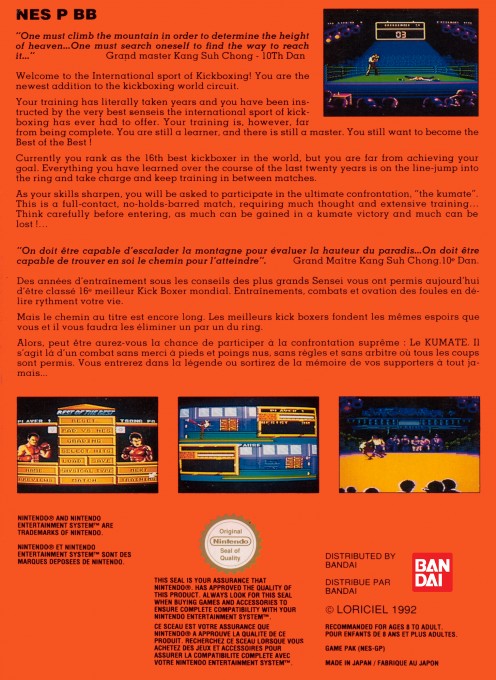 NES P BB
"One must climb the mountain in order to determine the height
of heaven...One must search oneself to find the way to reach
it..." Grand master Kang Suh Chong - 10Th Dan
03
Welcome to the International sport of Kickboxing! You are the
newest addition to the kickboxing world circuit.
Your training has literally taken years and you have been ins-
tructed by the very best senseis the international sport of kick-
boxing has ever had to offer. Your training is, however, far
from being complete. You are still a learner, and there is still a master. You still want to become the
Best of the Best !
Currently you rank as the 16th best kickboxer in the world, but you are far from achieving your
goal. Everything you have learned over the course of the last twenty years is on the line-jump into
the ring and take charge and keep training in between matches.
As your skills sharpen, you will be asked to participate in the ultimate confrontation, "the kumate".
This is a full-contact, no-holds-barred match, requiring much thought and extensive training...
Think carefully before entering, as much can be gained in a kumate victory and much can be
lost !...
"On doit être capable d'escalader la montagne pour évaluer la hauteur du paradis...On doit être
capable de trouver en soi le chemin pour l'atteindre". Grand Maître Kang Suh Chong.10e Dan.
Des années d'entraînement sous les conseils des plus grands Sensei vous ont permis aujourd'hui
d'être classé 16e meilleur Kick Boxer mondial. Entraînements, combats et ovation des foules en dé-
lire rythment votre vie.
Mais le chemin au titre est encore long. Les meilleurs kick boxers fondent les mêmes espoirs que
vous et il vous faudra les éliminer un par un du ring.
Alors, peut être aurez-vous la chance de participer à la confrontation suprême : Le KUMATE. Il
s'agit là d'un combat sans merci à pieds et poings nus, sans règles et sans arbitre où tous les coups
sont permis. Vous entrerez dans la légende ou sortirez de la mémoire de vos supporters à tout ja-
mais...
PLAYER 1
BEST OF THE BEST
MATCH
TRAINING
NINTENDO® AND NINTENDO
ENTERTAINMENT SYSTEM™ ARE
TRADEMARKS OF NINTENDO.
NINTENDO® ET NINTENDO
ENTERTAINMENT SYSTEM™ SONT DES
MARQUES DEPOSEES DE NINTENDO.
Original
Nintendo
Seal of
Quality
THIS SEAL IS YOUR ASSURANCE THAT
NINTENDO®. HAS APPROVED THE QUALITY OF
THIS PRODUCT. ALWAYS LOOK FOR THIS SEAL
WHEN BUYING GAMES AND ACCESSORIES TO
ENSURE COMPLETE COMPATIBILITY WITH YOUR
NINTENDO ENTERTAINMENT SYSTEM™.
CE SCEAU EST VOTRE ASSURANCE QUE
NINTENDO® A APPROUVE LA QUALITE DE CE
PRODUIT. RECHERCHEZ CE SCEAU LORSQUE VOUS
ACHETEZ DES JEUX ET ACCESSOIRES POUR
ASSURER LA COMPATIBILITE COMPLETE AVEC
VOTRE NINTENDO ENTERTAINMENT SYSTEM™.
DISTRIBUTED BY
BANDAI
DISTRIBUE PAR
BANDAI
BAN
DAI
© LORICIEL 1992
RECOMMANDED FOR AGES 8 TO ADULT.
POUR ENFANTS DE 8 ANS ET PLUS ADULTES.
GAME PAK (NES-GP)
MADE IN JAPAN / FABRIQUE AU JAPON